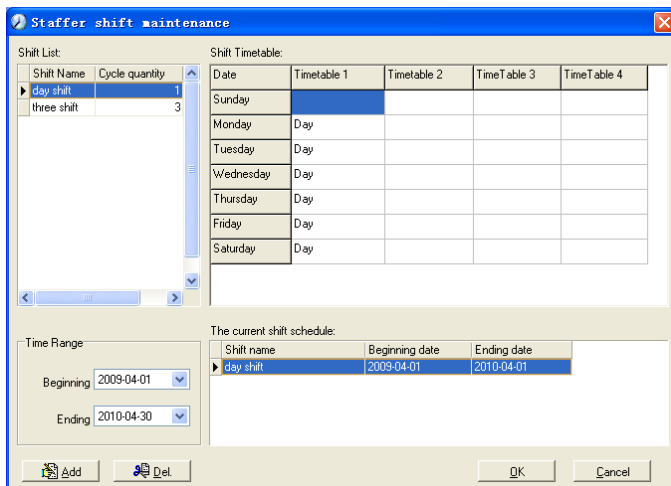 Staffer shift maintenance
Shift List:
Shift Name Cycle quantity
day shift 1
three shift 3
Shift Timetable:
Date Timetable 1 Timetable 2 TimeTable 3 TimeTable 4
Sunday
Monday Day
Tuesday Day
Wednesday Day
Thursday Day
Friday Day
Saturday Day
Time Range
Beginning 2009-04-01
Ending 2010-04-30
The current shift schedule:
Shift name Beginning date Ending date
day shift 2009-04-01 2010-04-01
Add Del. OK Cancel